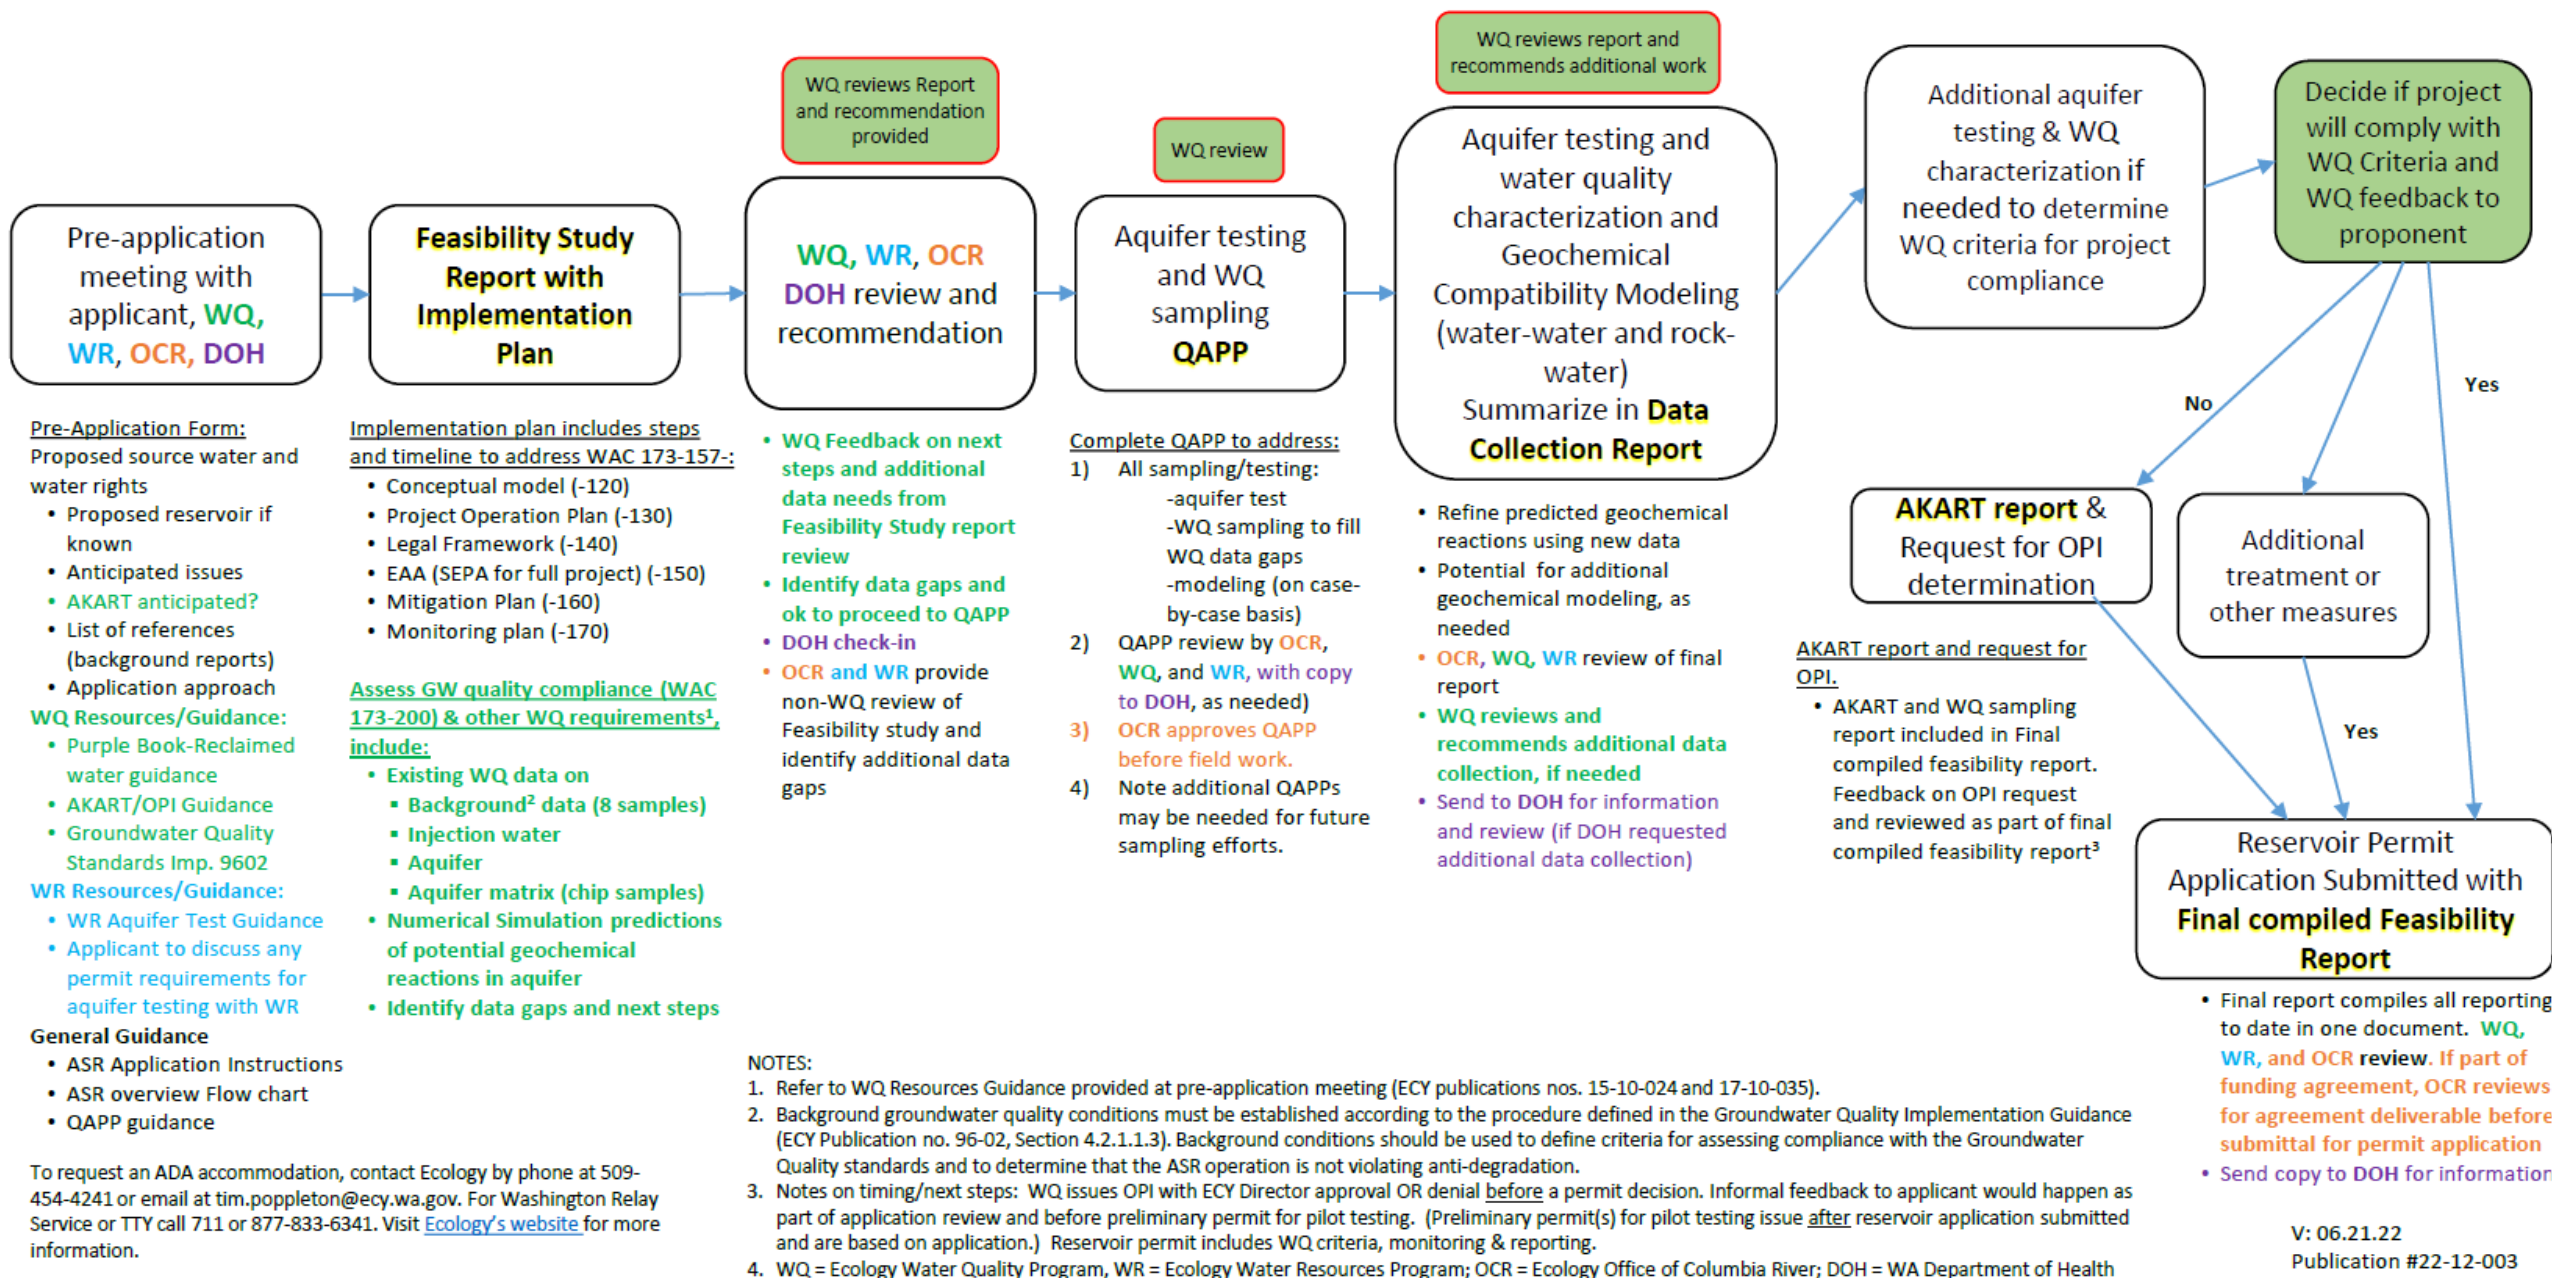 WQ reviews Report
and recommendation
provided
WQ review
WQ reviews report and
recommends additional work
Pre-application
meeting with
applicant, WQ,
WR, OCR, DOH
Feasibility Study
Report with
Implementation
Plan
WQ, WR, OCR
DOH review and
recommendation
Aquifer testing
and WQ
sampling
QAPP
Aquifer testing and
water quality
characterization and
Geochemical
Compatibility Modeling
(water-water and rock-
water)
Summarize in Data
Collection Report
Additional aquifer
testing & WQ
characterization if
needed to determine
WQ criteria for project
compliance
Decide if project
will comply with
WQ Criteria and
WQ feedback to
proponent
No
Yes
AKART report &
Request for OPI
determination
Additional
treatment or
other measures
Yes
Reservoir Permit
Application Submitted with
Final compiled Feasibility
Report
Pre-Application Form:
Proposed source water and
water rights
• Proposed reservoir if
known
• Anticipated issues
• AKART anticipated?
• List of references
(background reports)
• Application approach
WQ Resources/Guidance:
• Purple Book-Reclaimed
water guidance
• AKART/OPI Guidance
• Groundwater Quality
Standards Imp. 9602
WR Resources/Guidance:
• WR Aquifer Test Guidance
• Applicant to discuss any
permit requirements for
aquifer testing with WR
General Guidance
• ASR Application Instructions
• ASR overview Flow chart
• QAPP guidance
Implementation plan includes steps
and timeline to address WAC 173-157-:
• Conceptual model (-120)
• Project Operation Plan (-130)
• Legal Framework (-140)
• EAA (SEPA for full project) (-150)
• Mitigation Plan (-160)
• Monitoring plan (-170)
Assess GW quality compliance (WAC
173-200) & other WQ requirements¹,
include:
• Existing WQ data on
▪ Background² data (8 samples)
▪ Injection water
▪ Aquifer
▪ Aquifer matrix (chip samples)
• Numerical Simulation predictions
of potential geochemical
reactions in aquifer
• Identify data gaps and next steps
• WQ Feedback on next
steps and additional
data needs from
Feasibility Study report
review
• Identify data gaps and
ok to proceed to QAPP
• DOH check-in
• OCR and WR provide
non-WQ review of
Feasibility study and
identify additional data
gaps
Complete QAPP to address:
1) All sampling/testing:
-aquifer test
-WQ sampling to fill
WQ data gaps
-modeling (on case-
by-case basis)
2) QAPP review by OCR,
WQ, and WR, with copy
to DOH, as needed)
3) OCR approves QAPP
before field work.
4) Note additional QAPPs
may be needed for future
sampling efforts.
• Refine predicted geochemical
reactions using new data
• Potential for additional
geochemical modeling, as
needed
• OCR, WQ, WR review of final
report
• WQ reviews and
recommends additional data
collection, if needed
• Send to DOH for information
and review (if DOH requested
additional data collection)
AKART report and request for
OPI.
• AKART and WQ sampling
report included in Final
compiled feasibility report.
Feedback on OPI request
and reviewed as part of final
compiled feasibility report³
• Final report compiles all reporting
to date in one document. WQ,
WR, and OCR review. If part of
funding agreement, OCR reviews
for agreement deliverable before
submittal for permit application
• Send copy to DOH for information
To request an ADA accommodation, contact Ecology by phone at 509-
454-4241 or email at tim.poppleton@ecy.wa.gov. For Washington Relay
Service or TTY call 711 or 877-833-6341. Visit Ecology's website for more
information.
NOTES:
1. Refer to WQ Resources Guidance provided at pre-application meeting (ECY publications nos. 15-10-024 and 17-10-035).
2. Background groundwater quality conditions must be established according to the procedure defined in the Groundwater Quality Implementation Guidance
(ECY Publication no. 96-02, Section 4.2.1.1.3). Background conditions should be used to define criteria for assessing compliance with the Groundwater
Quality standards and to determine that the ASR operation is not violating anti-degradation.
3. Notes on timing/next steps: WQ issues OPI with ECY Director approval OR denial before a permit decision. Informal feedback to applicant would happen as
part of application review and before preliminary permit for pilot testing. (Preliminary permit(s) for pilot testing issue after reservoir application submitted
and are based on application.) Reservoir permit includes WQ criteria, monitoring & reporting.
4. WQ = Ecology Water Quality Program, WR = Ecology Water Resources Program; OCR = Ecology Office of Columbia River; DOH = WA Department of Health
V: 06.21.22
Publication #22-12-003